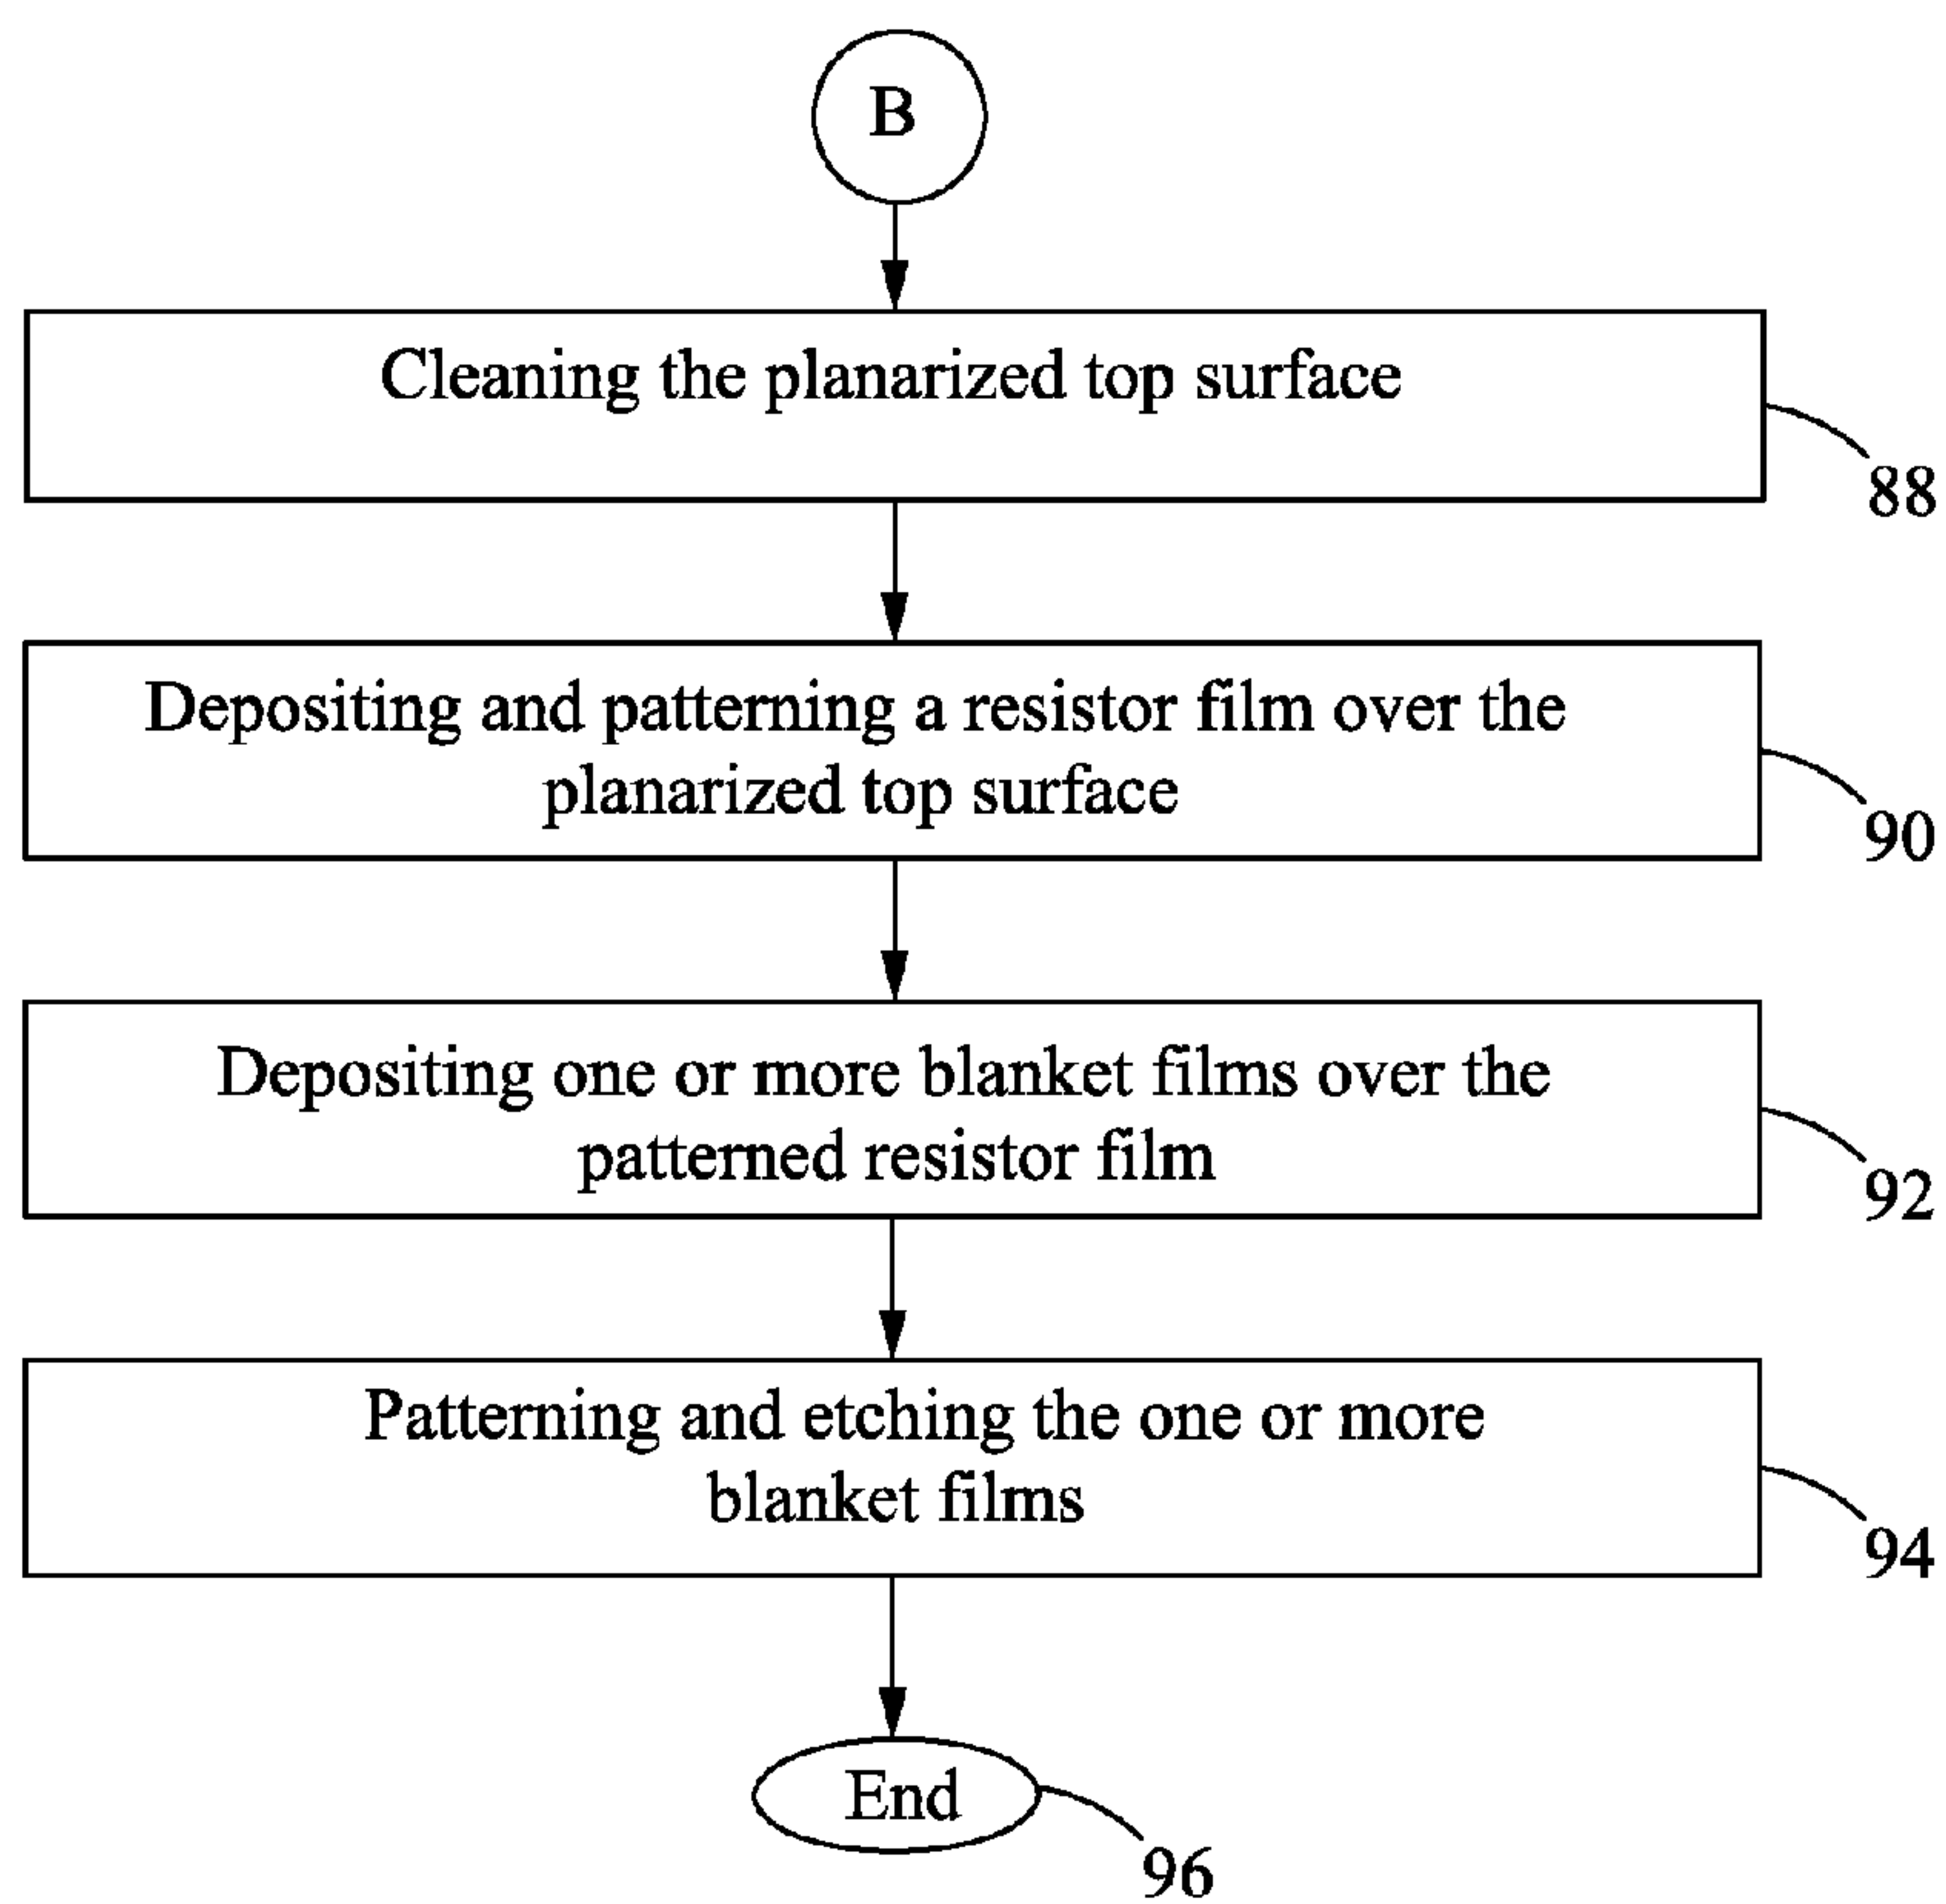 B
Cleaning the planarized top surface
88
Depositing and patterning a resistor film over the
planarized top surface
90
Depositing one or more blanket films over the
patterned resistor film
92
Patterning and etching the one or more
blanket films
94
End
96